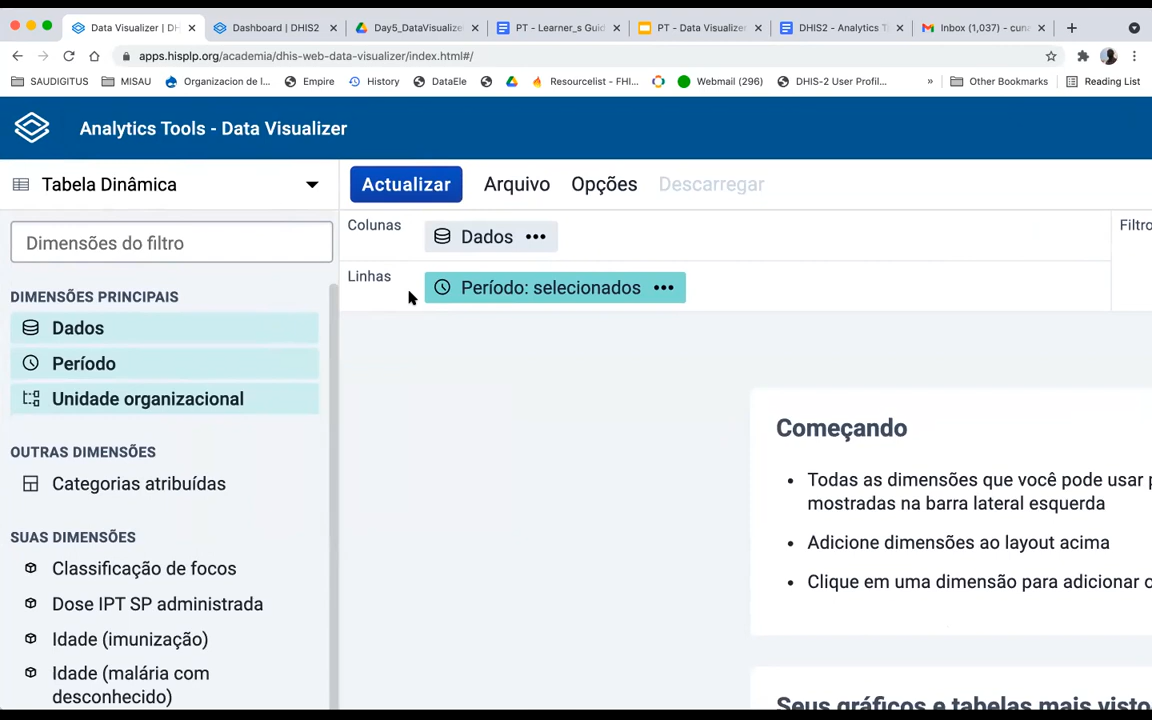 Data Visualizer | DH
Dashboard | DHIS2
Day5_DataVisualize
PT - Learner_s Guid
PT - Data Visualizer
DHIS2 - Analytics T
Inbox (1,037) - cuna
apps.hisplp.org/academia/dhis-web-data-visualizer/index.html#/
SAUDIGITUS
MISAU
Organizacion de I...
Empire
History
DataEle
Resourcelist - FHI...
Webmail (296)
DHIS-2 User Profil...
»
Other Bookmarks
Reading List
Analytics Tools - Data Visualizer
Tabela Dinâmica
Actualizar
Arquivo
Opções
Descarregar
Dimensões do filtro
Colunas
Dados •••
Filtro
Linhas
Período: selecionados •••
DIMENSÕES PRINCIPAIS
Dados
Período
Unidade organizacional
OUTRAS DIMENSÕES
Categorias atribuídas
SUAS DIMENSÕES
Classificação de focos
Dose IPT SP administrada
Idade (imunização)
Idade (malária com
desconhecido)
Começando
• Todas as dimensões que você pode usar p
mostradas na barra lateral esquerda
• Adicione dimensões ao layout acima
• Clique em uma dimensão para adicionar o
Seus gráficos e tabelas mais visto